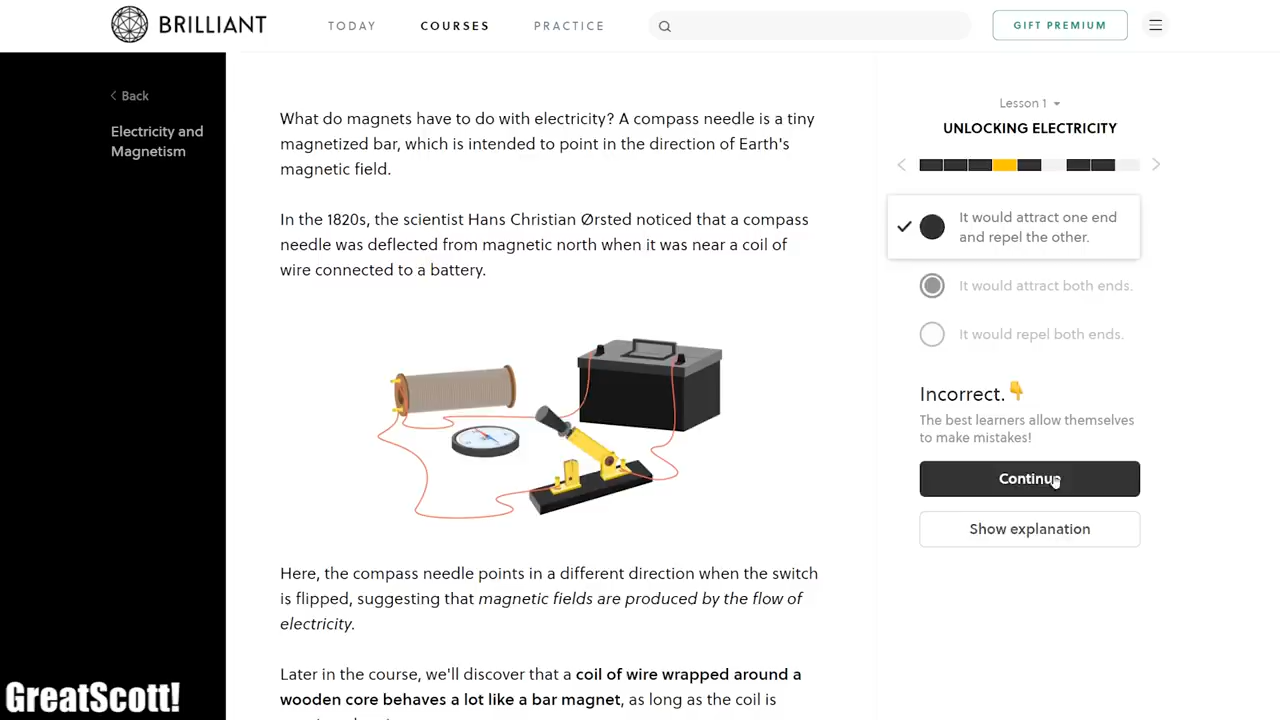 BRILLIANT
TODAY
COURSES
PRACTICE
GIFT PREMIUM
Back
Electricity and
Magnetism
What do magnets have to do with electricity? A compass needle is a tiny
magnetized bar, which is intended to point in the direction of Earth's
magnetic field.
In the 1820s, the scientist Hans Christian Ørsted noticed that a compass
needle was deflected from magnetic north when it was near a coil of
wire connected to a battery.
Here, the compass needle points in a different direction when the switch
is flipped, suggesting that magnetic fields are produced by the flow of
electricity.
Later in the course, we'll discover that a coil of wire wrapped around a
wooden core behaves a lot like a bar magnet, as long as the coil is
Lesson 1
UNLOCKING ELECTRICITY
It would attract one end
and repel the other.
It would attract both ends.
It would repel both ends.
Incorrect.👇
The best learners allow themselves
to make mistakes!
Continue
Show explanation
GreatScott!